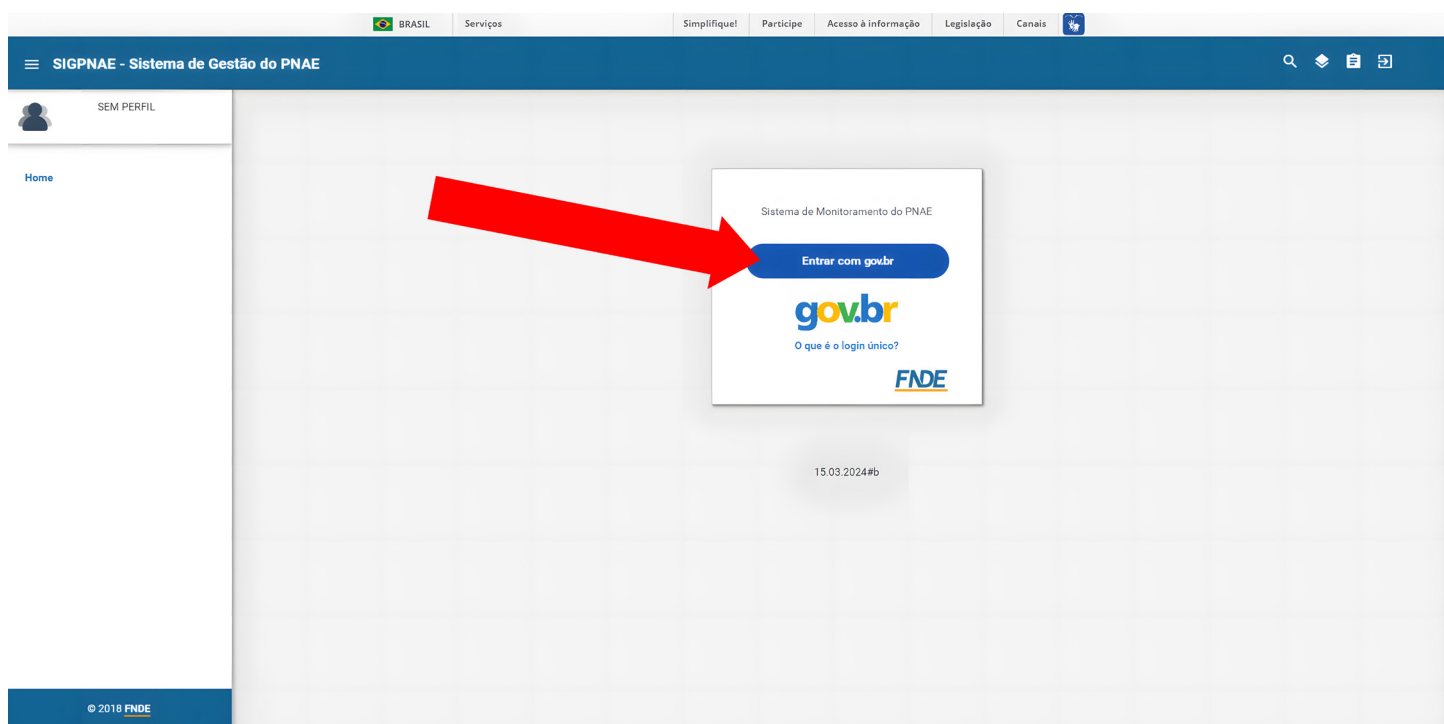 BRASIL Serviços Simplifique! Participe Acesso à informação Legislação Canais
SIGPNAE - Sistema de Gestão do PNAE
SEM PERFIL
Home
Sistema de Monitoramento do PNAE
Entrar com gov.br
gov.br
O que é o login único?
FNDE
15.03.2024#b
© 2018 FNDE